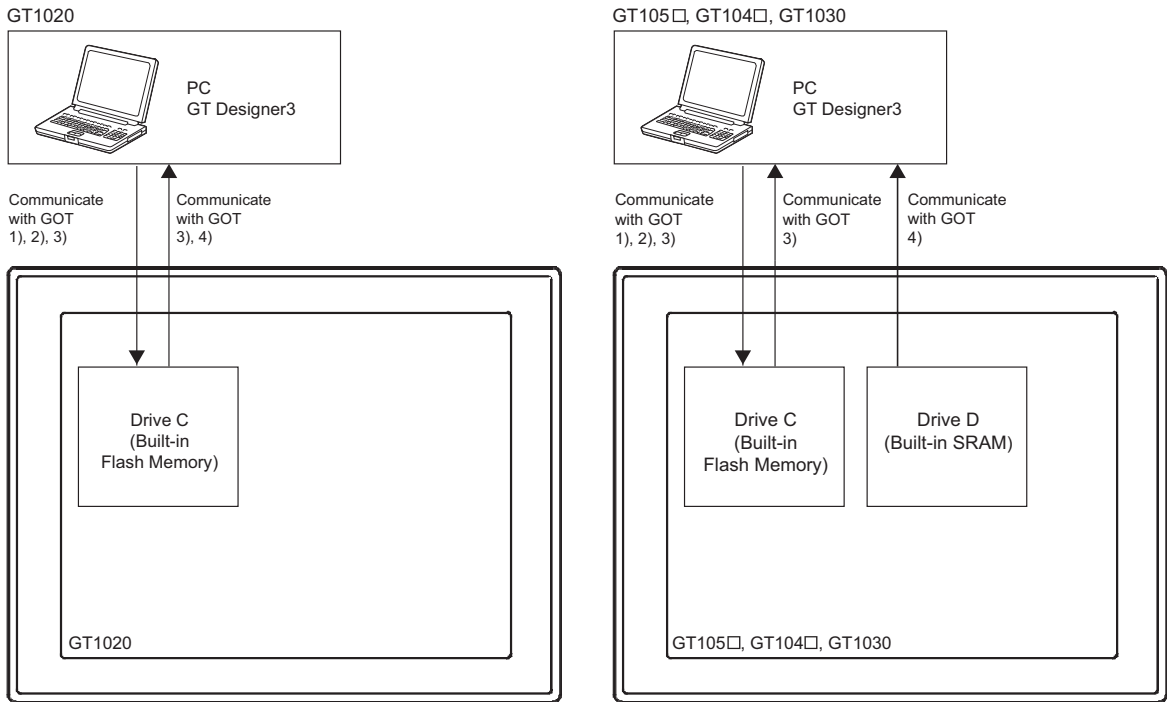 GT1020
PC
GT Designer3
Communicate
with GOT
1), 2), 3)
Communicate
with GOT
3), 4)
Drive C
(Built-in
Flash Memory)
GT1020
GT105□, GT104□, GT1030
PC
GT Designer3
Communicate
with GOT
1), 2), 3)
Communicate
with GOT
3)
Communicate
with GOT
4)
Drive C
(Built-in
Flash Memory)
Drive D
(Built-in SRAM)
GT105□, GT104□, GT1030